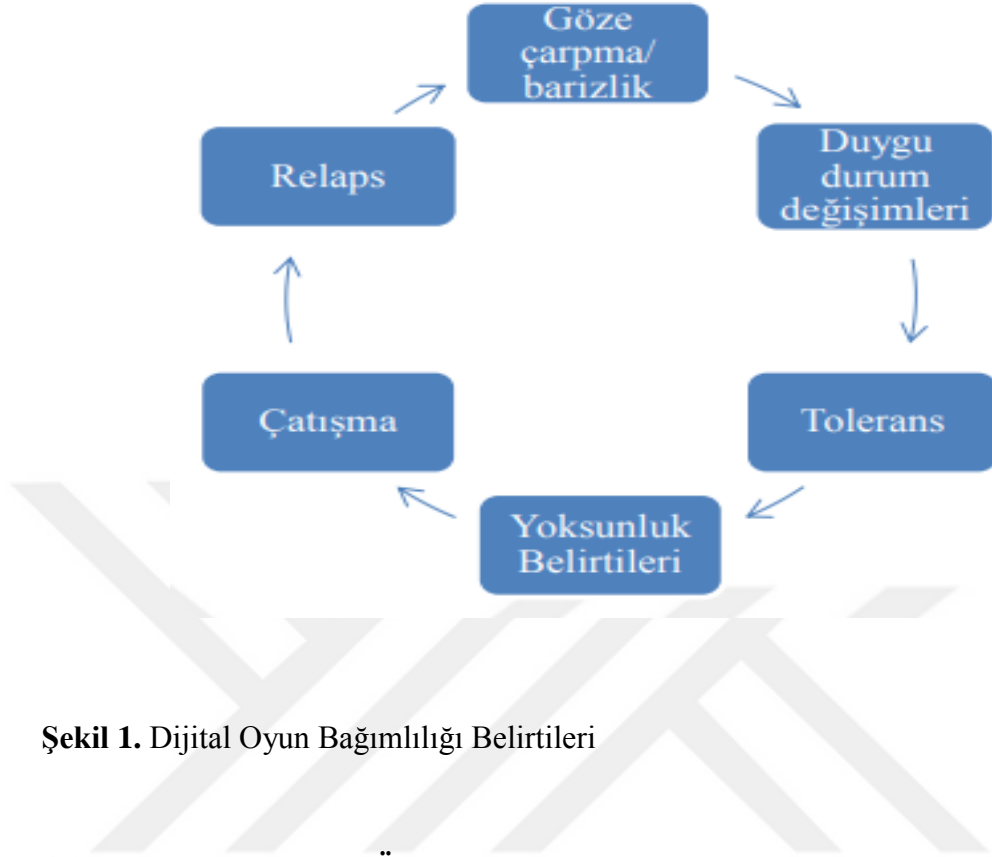 Göze
çarpma/
barizlik
Duygu
durum
değişimleri
Tolerans
Yoksunluk
Belirtileri
Çatışma
Relaps
Şekil 1. Dijital Oyun Bağımlılığı Belirtileri